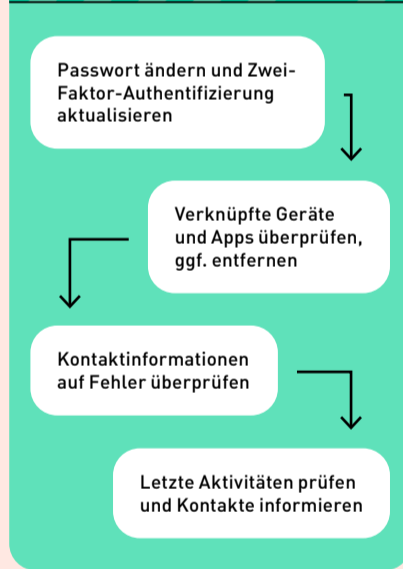 Passwort ändern und Zwei-
Faktor-Authentifizierung
aktualisieren
Verknüpfte Geräte
und Apps überprüfen,
ggf. entfernen
Kontaktinformationen
auf Fehler überprüfen
Letzte Aktivitäten prüfen
und Kontakte informieren